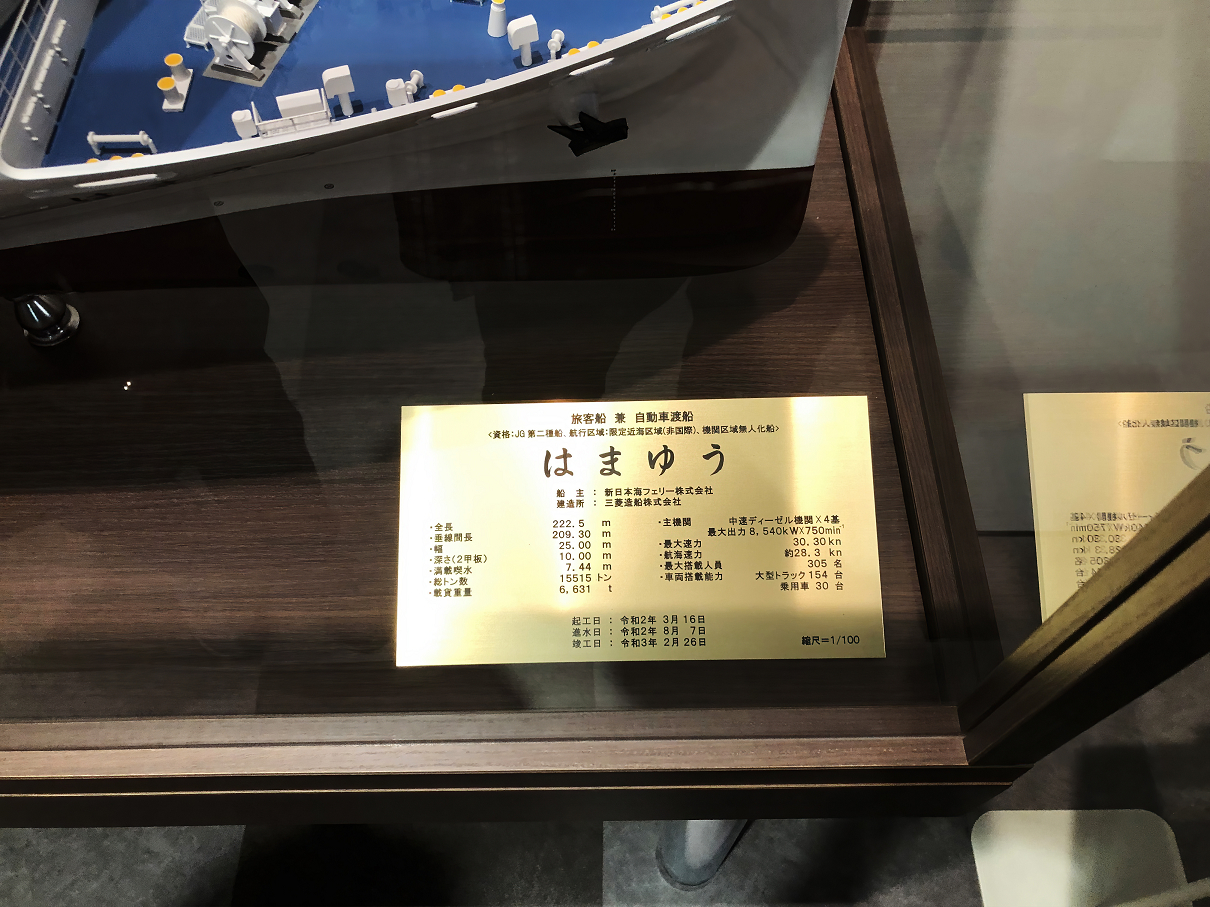 旅客船 兼 自動車渡船
<資格:JG 第二種船、航行区域:限定近海区域(非国際)、機関区域無人化船>
はまゆう
船 主 : 新日本海フェリー株式会社
建造所 : 三菱造船株式会社
・全長 222.5 m
・垂線間長 209.30 m
・幅 25.00 m
・深さ(2甲板) 10.00 m
・満載喫水 7.44 m
・総トン数 15515 トン
・載貨重量 6,631 t
・主機関 中速ディーゼル機関×4基
最大出力 8,540kW×750min⁻¹
・最大速力 30.30 kn
・航海速力 約28.3 kn
・最大搭載人員 305 名
・車両搭載能力 大型トラック 154 台
乗用車 30 台
起工日 : 令和2年 3月 16日
進水日 : 令和2年 8月 7日
竣工日 : 令和3年 2月 26日
縮尺=1/100